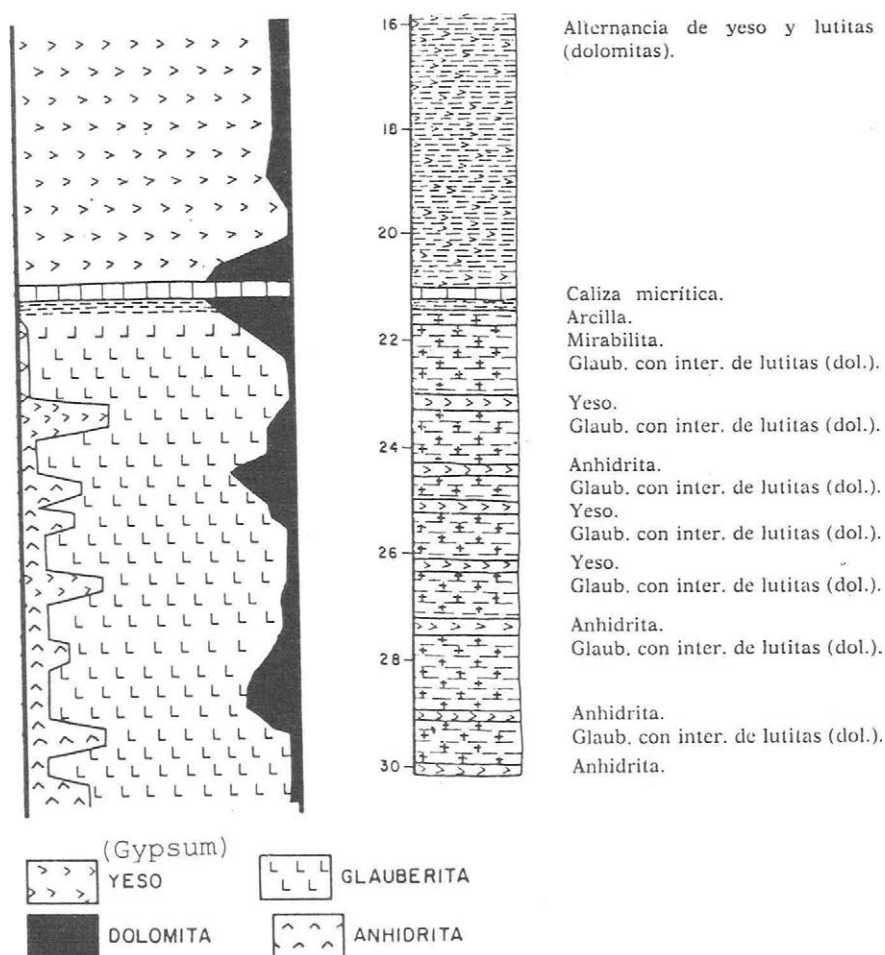 16
Alternancia de yeso y lutitas
(dolomitas).
18
20
Caliza micrítica.
Arcilla.
22
Mirabilita.
Glaub. con inter. de lutitas (dol.).
Yeso.
Glaub. con inter. de lutitas (dol.).
24
Anhidrita.
Glaub. con inter. de lutitas (dol.).
Yeso.
Glaub. con inter. de lutitas (dol.).
26
Yeso.
Glaub. con inter. de lutitas (dol.).
Anhidrita.
Glaub. con inter. de lutitas (dol.).
28
Anhidrita.
Glaub. con inter. de lutitas (dol.).
30
Anhidrita.
(Gypsum)
YESO
GLAUBERITA
DOLOMITA
ANHIDRITA